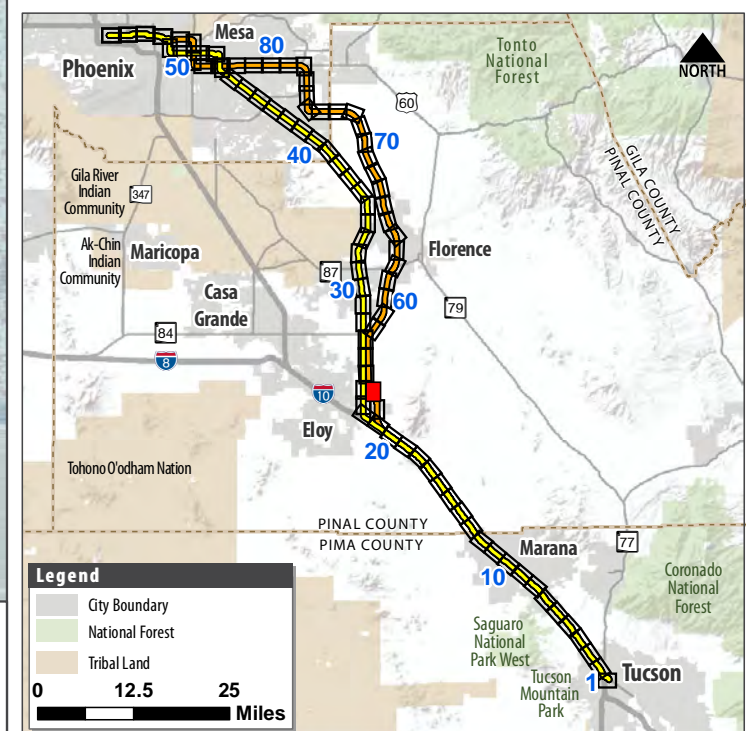 Mesa
80
Tonto
National
Forest
NORTH
Phoenix
50
60
70
40
GILA COUNTY
PINAL COUNTY
Gila River
Indian
Community
347
Ak-Chin
Indian
Community
Maricopa
Florence
87
30
60
Casa
Grande
79
84
8
10
Eloy
20
Tohono O'odham Nation
PINAL COUNTY
PIMA COUNTY
Marana
77
10
Coronado
National
Forest
Saguaro
National
Park West
Tucson
Mountain
Park
1
Tucson
Legend
City Boundary
National Forest
Tribal Land
0 12.5 25
Miles